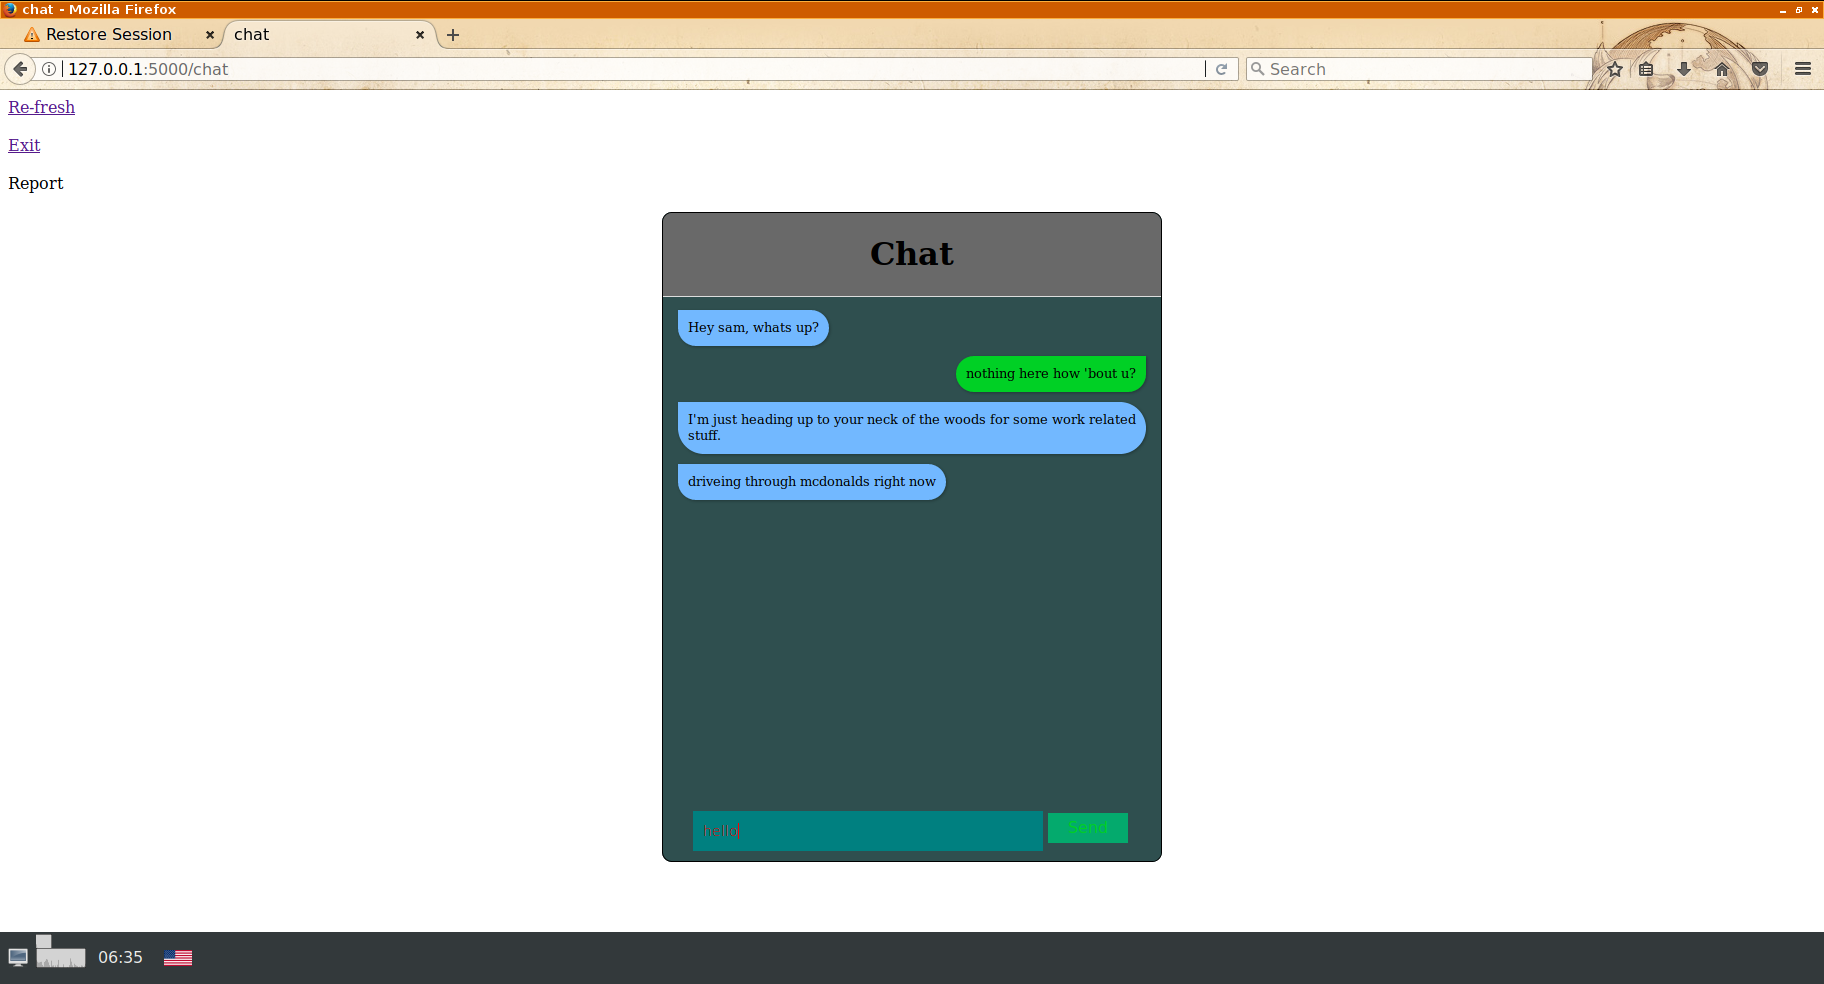 chat - Mozilla Firefox
Restore Session
chat
127.0.0.1:5000/chat
Search
Re-fresh
Exit
Report
Chat
Hey sam, whats up?
nothing here how 'bout u?
I'm just heading up to your neck of the woods for some work related
stuff.
driveing through mcdonalds right now
hello
Send
06:35